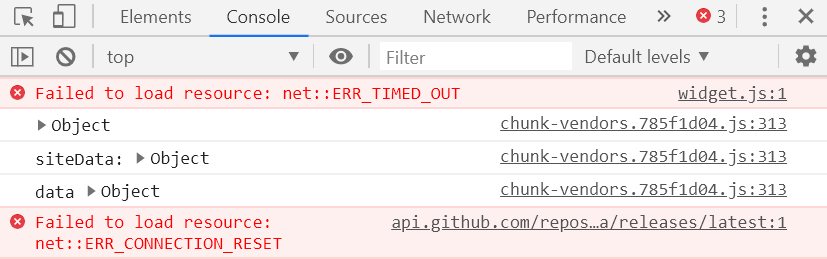 Elements Console Sources Network Performance 3
top Filter Default levels
Failed to load resource: net::ERR_TIMED_OUT widget.js:1
Object chunk-vendors.785f1d04.js:313
siteData: Object chunk-vendors.785f1d04.js:313
data Object chunk-vendors.785f1d04.js:313
Failed to load resource: api.github.com/repos…a/releases/latest:1
net::ERR_CONNECTION_RESET